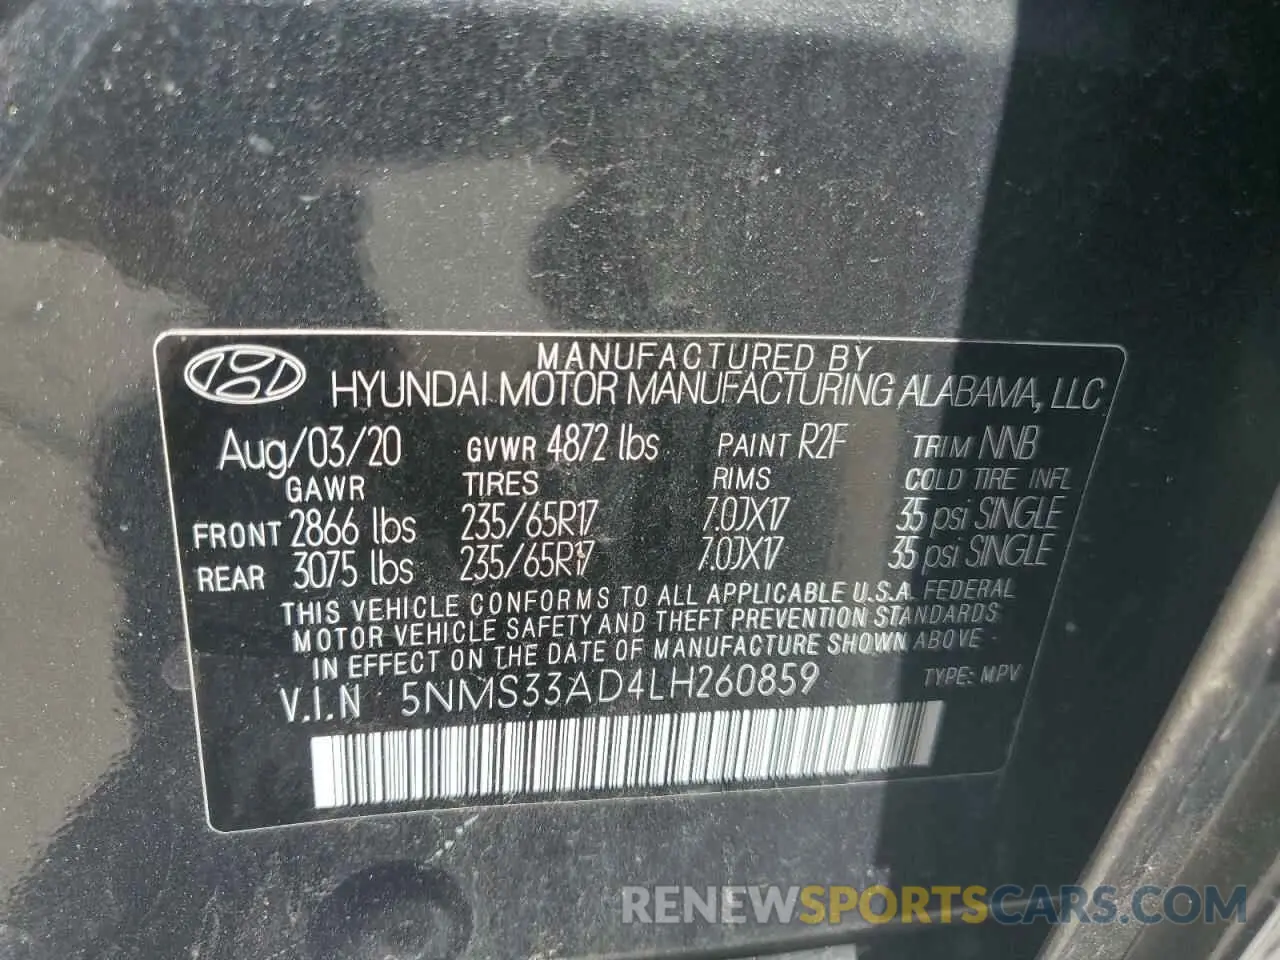 MANUFACTURED BY
HYUNDAI MOTOR MANUFACTURING ALABAMA, LLC
Aug/03/20 GVWR 4872 lbs PAINT R2F TRIM NNB
GAWR TIRES RIMS COLD TIRE INFL
FRONT 2866 lbs 235/65R17 7.0JX17 35 psi SINGLE
REAR 3075 lbs 235/65R17 7.0JX17 35 psi SINGLE
THIS VEHICLE CONFORMS TO ALL APPLICABLE U.S.A. FEDERAL
MOTOR VEHICLE SAFETY AND THEFT PREVENTION STANDARDS
IN EFFECT ON THE DATE OF MANUFACTURE SHOWN ABOVE
V.I.N 5NMS33AD4LH260859 TYPE: MPV
RENEWSPORTSCARS.COM